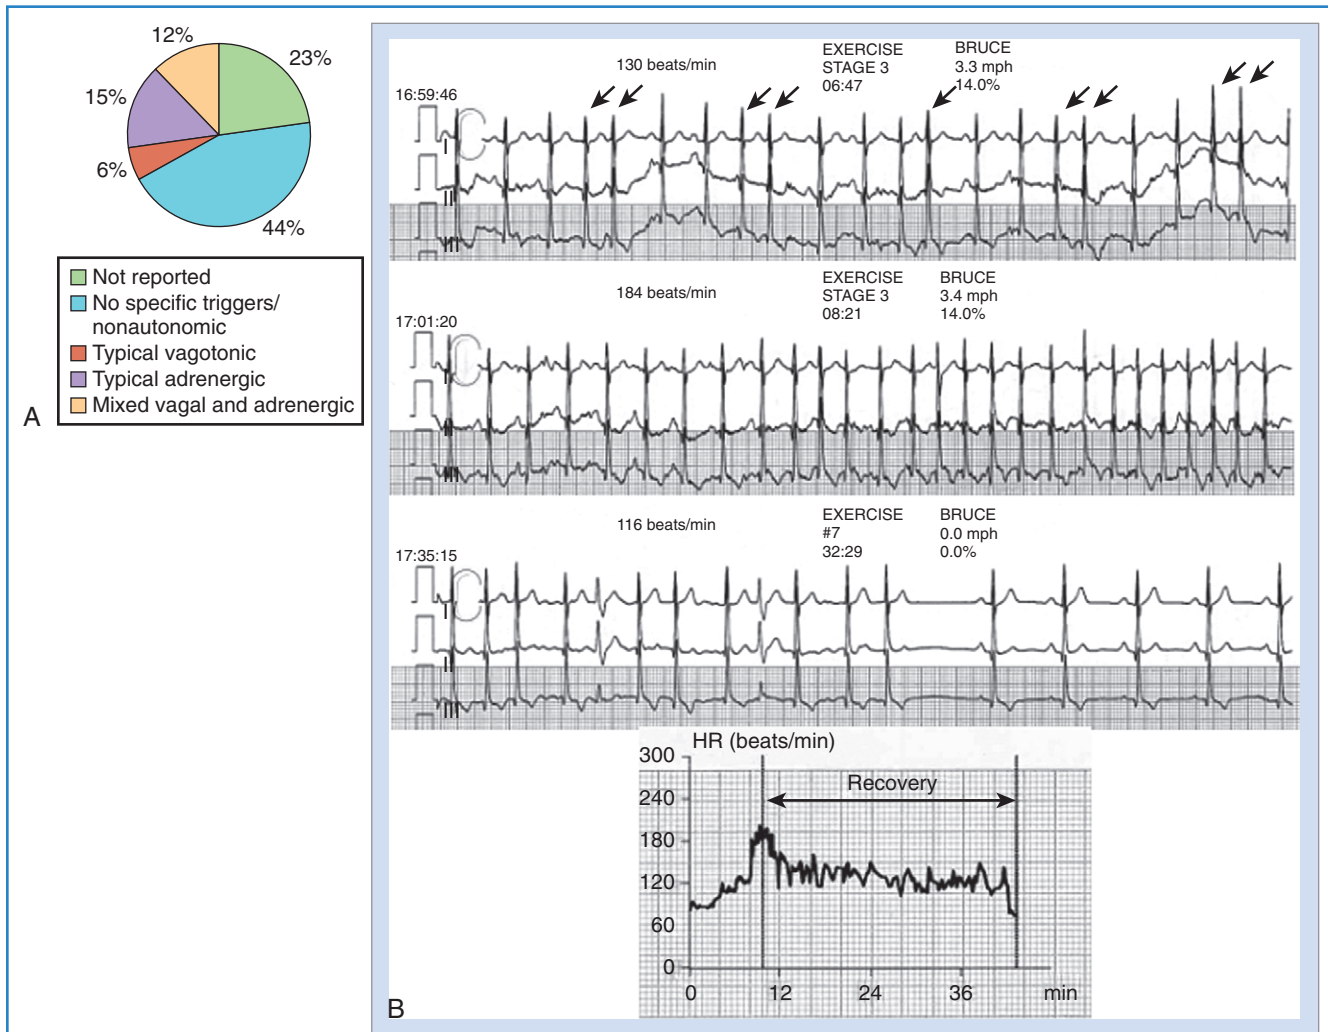 12%
23%
15%
6%
44%
Not reported
No specific triggers/
nonautonomic
Typical vagotonic
Typical adrenergic
Mixed vagal and adrenergic
A
130 beats/min
EXERCISE
STAGE 3
06:47
BRUCE
3.3 mph
14.0%
16:59:46
I
II
III
184 beats/min
EXERCISE
STAGE 3
08:21
BRUCE
3.4 mph
14.0%
17:01:20
I
II
III
116 beats/min
EXERCISE
#7
32:29
BRUCE
0.0 mph
0.0%
17:35:15
I
II
III
HR (beats/min)
300
240
180
120
60
0
Recovery
0 12 24 36 min
B